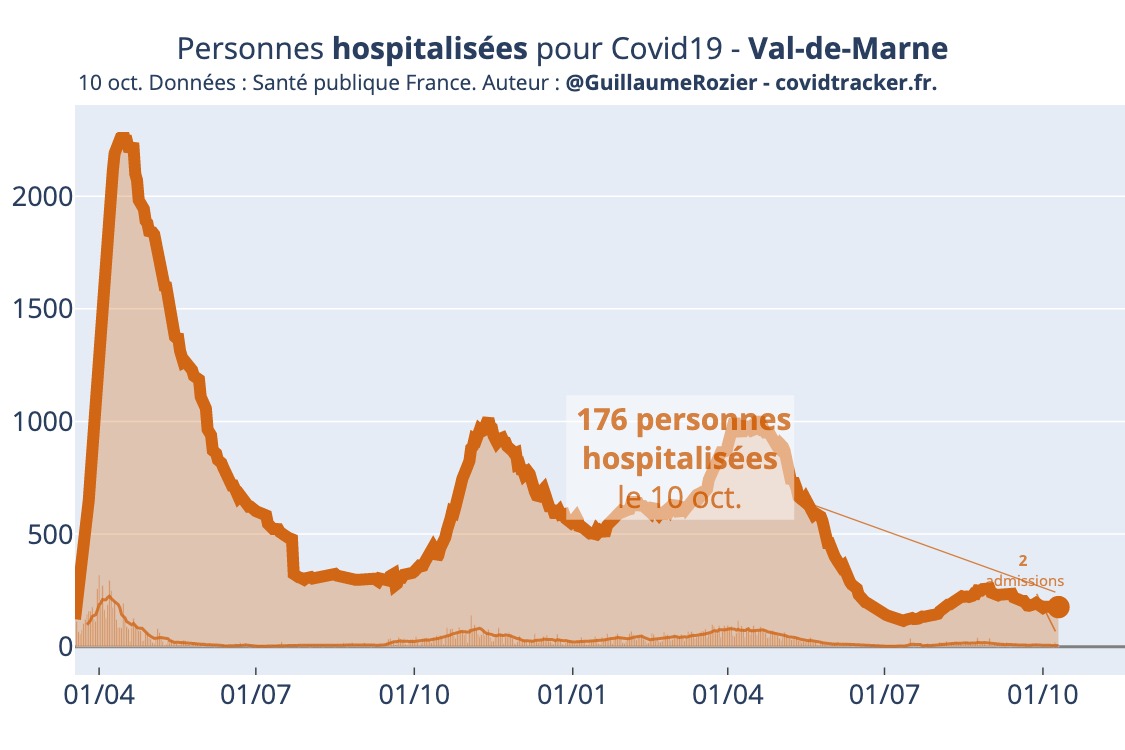 Personnes hospitalisées pour Covid19 - Val-de-Marne
10 oct. Données : Santé publique France. Auteur : @GuillaumeRozier - covidtracker.fr.
2000
1500
1000
500
0
176 personnes
hospitalisées
le 10 oct.
2
admissions
01/04 01/07 01/10 01/01 01/04 01/07 01/10